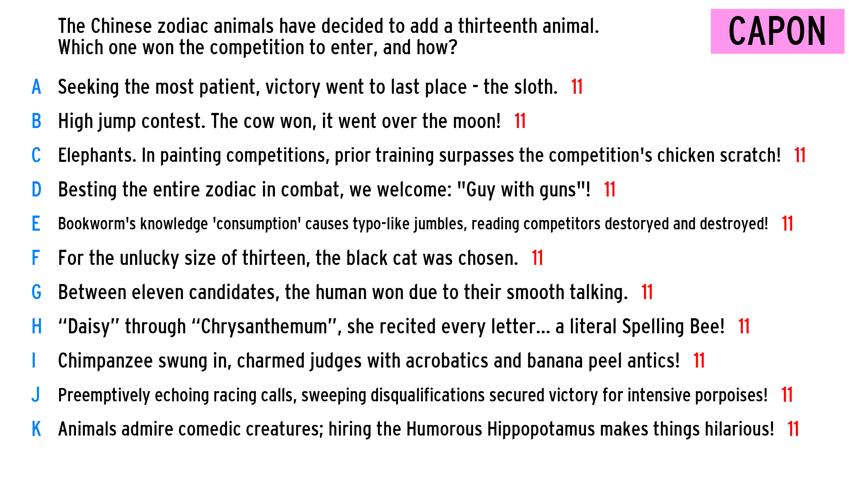 The Chinese zodiac animals have decided to add a thirteenth animal.
Which one won the competition to enter, and how?
CAPON
A Seeking the most patient, victory went to last place - the sloth. 11
B High jump contest. The cow won, it went over the moon! 11
C Elephants. In painting competitions, prior training surpasses the competition's chicken scratch! 11
D Besting the entire zodiac in combat, we welcome: "Guy with guns"! 11
E Bookworm's knowledge 'consumption' causes typo-like jumbles, reading competitors destoryed and destroyed! 11
F For the unlucky size of thirteen, the black cat was chosen. 11
G Between eleven candidates, the human won due to their smooth talking. 11
H “Daisy” through “Chrysanthemum”, she recited every letter... a literal Spelling Bee! 11
I Chimpanzee swung in, charmed judges with acrobatics and banana peel antics! 11
J Preemptively echoing racing calls, sweeping disqualifications secured victory for intensive porpoises! 11
K Animals admire comedic creatures; hiring the Humorous Hippopotamus makes things hilarious! 11